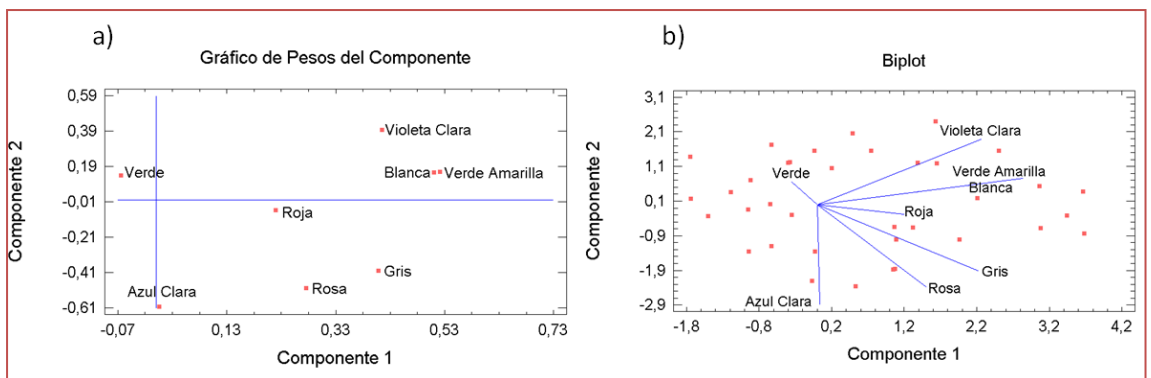 a)
Gráfico de Pesos del Componente
Componente 2
0,59
0,39
0,19
-0,01
-0,21
-0,41
-0,61
Violeta Clara
Verde
Blanca
Verde Amarilla
Roja
Gris
Rosa
Azul Clara
-0,07
0,13
0,33
0,53
0,73
Componente 1
b)
Biplot
Componente 2
3,1
2,1
1,1
0,1
-0,9
-1,9
-2,9
Violeta Clara
Verde
Verde Amarilla
Blanca
Roja
Gris
Rosa
Azul Clara
-1,8
-0,8
0,2
1,2
2,2
3,2
4,2
Componente 1